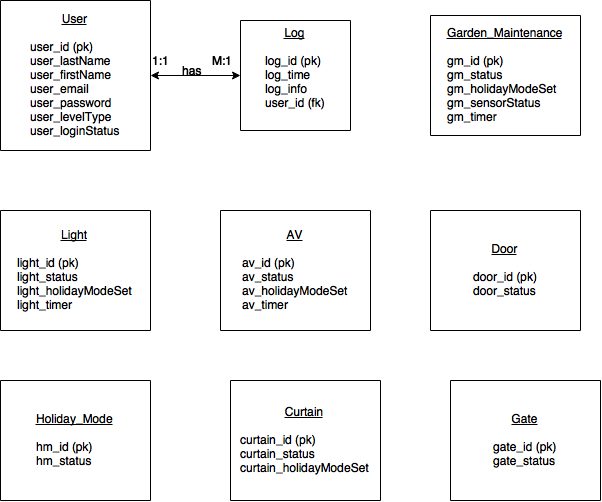 User
user_id (pk)
user_lastName
user_firstName
user_email
user_password
user_levelType
user_loginStatus
1:1
M:1
has
Log
log_id (pk)
log_time
log_info
user_id (fk)
Garden_Maintenance
gm_id (pk)
gm_status
gm_holidayModeSet
gm_sensorStatus
gm_timer
Light
light_id (pk)
light_status
light_holidayModeSet
light_timer
AV
av_id (pk)
av_status
av_holidayModeSet
av_timer
Door
door_id (pk)
door_status
Holiday_Mode
hm_id (pk)
hm_status
Curtain
curtain_id (pk)
curtain_status
curtain_holidayModeSet
Gate
gate_id (pk)
gate_status